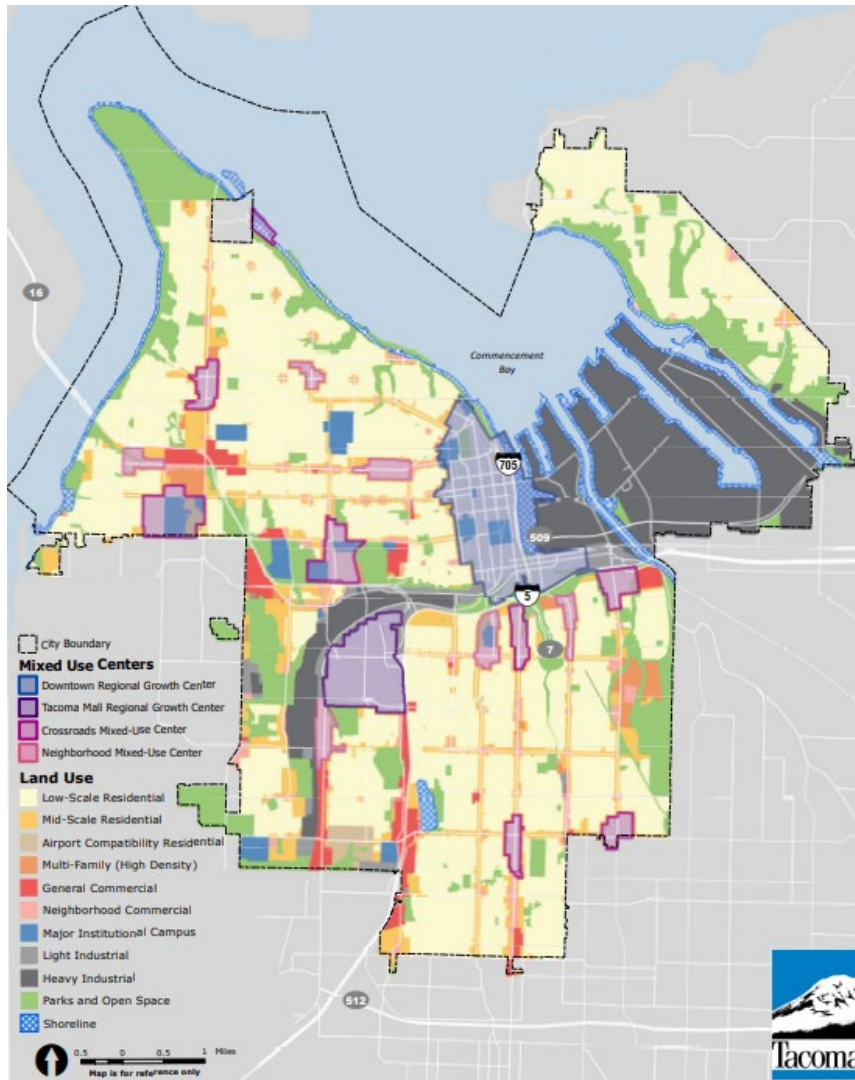 16
Commencement
Bay
705
509
5
7
City Boundary
Mixed Use Centers
Downtown Regional Growth Center
Tacoma Mall Regional Growth Center
Crossroads Mixed-Use Center
Neighborhood Mixed-Use Center
Land Use
Low-Scale Residential
Mid-Scale Residential
Airport Compatibility Residential
Multi-Family (High Density)
General Commercial
Neighborhood Commercial
Major Institutional Campus
Light Industrial
Heavy Industrial
Parks and Open Space
Shoreline
512
0.5 0 0.5 1 Miles
Map is for reference only
Tacoma